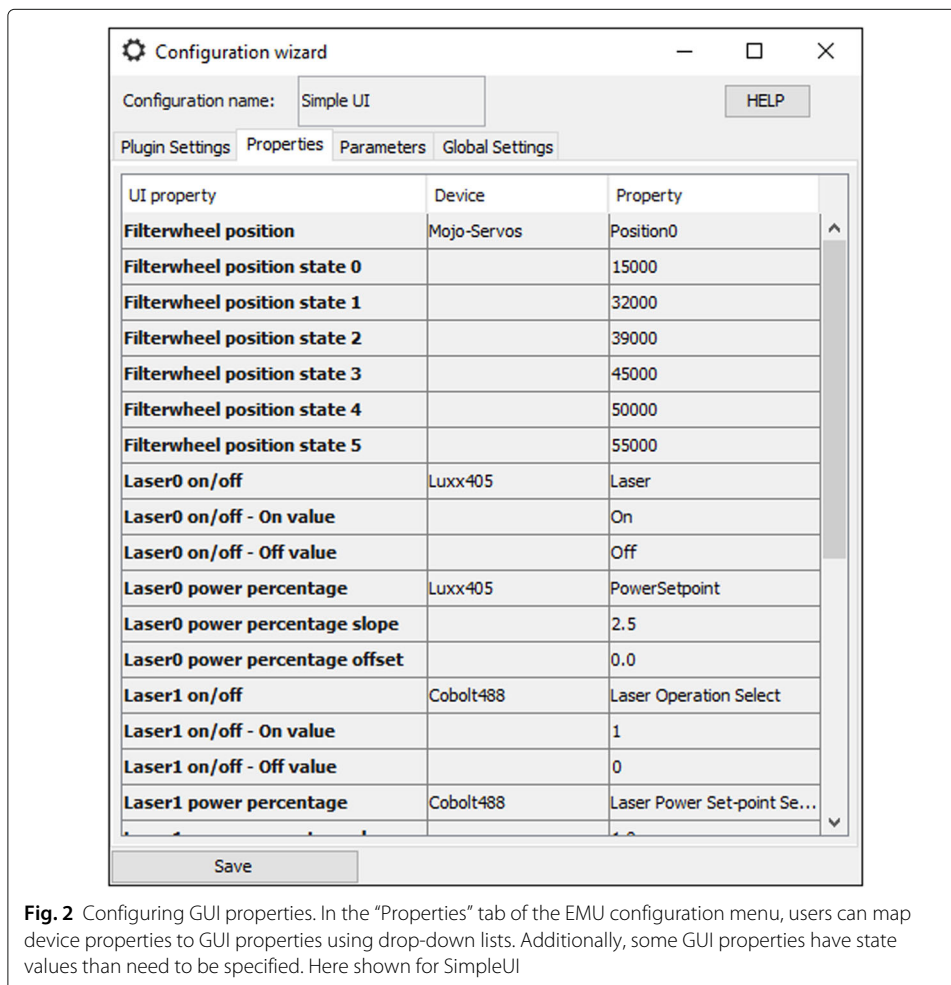 Configuration wizard
Configuration name: Simple UI HELP
Plugin Settings Properties Parameters Global Settings
UI property Device Property
Filterwheel position Mojo-Servos Position0
Filterwheel position state 0 15000
Filterwheel position state 1 32000
Filterwheel position state 2 39000
Filterwheel position state 3 45000
Filterwheel position state 4 50000
Filterwheel position state 5 55000
Laser0 on/off Luxx405 Laser
Laser0 on/off - On value On
Laser0 on/off - Off value Off
Laser0 power percentage Luxx405 PowerSetpoint
Laser0 power percentage slope 2.5
Laser0 power percentage offset 0.0
Laser1 on/off Cobolt488 Laser Operation Select
Laser1 on/off - On value 1
Laser1 on/off - Off value 0
Laser1 power percentage Cobolt488 Laser Power Set-point Se...
Save
Fig. 2 Configuring GUI properties. In the “Properties” tab of the EMU configuration menu, users can map
device properties to GUI properties using drop-down lists. Additionally, some GUI properties have state
values than need to be specified. Here shown for SimpleUI